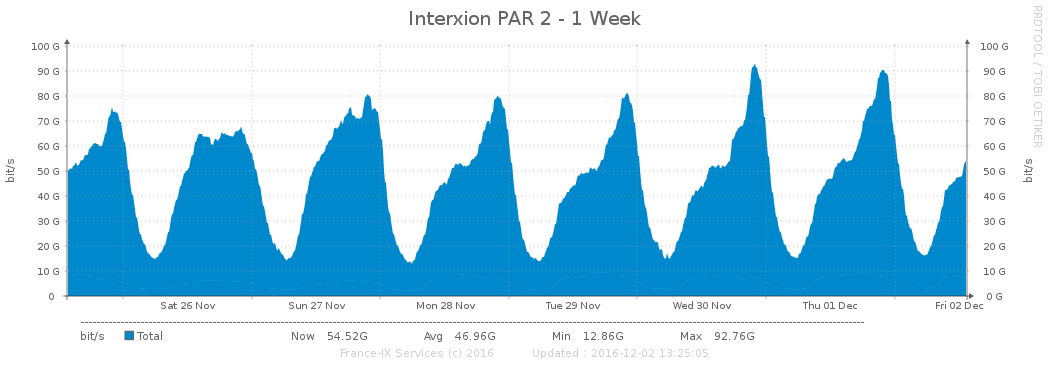 Interxion PAR 2 - 1 Week
RRDTOOL / TOBI OETIKER
100 G 100 G
90 G 90 G
80 G 80 G
70 G 70 G
60 G 60 G
50 G 50 G
40 G 40 G
30 G 30 G
20 G 20 G
10 G 10 G
0 0 G
bit/s bit/s
Sat 26 Nov Sun 27 Nov Mon 28 Nov Tue 29 Nov Wed 30 Nov Thu 01 Dec Fri 02 Dec
bit/s Total Now 54.52G Avg 46.96G Min 12.86G Max 92.76G
France-IX Services (c) 2016 Updated : 2016-12-02 13:25:05